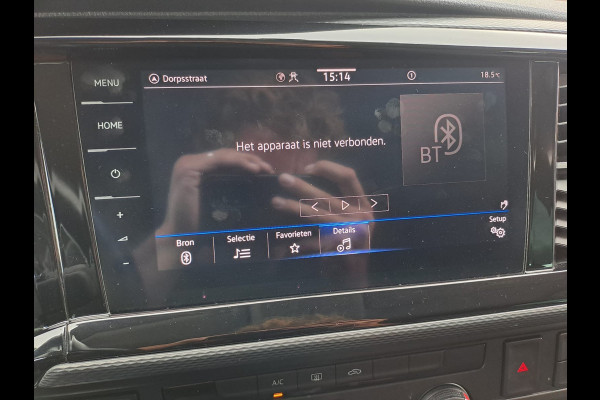 MENU
Dorpsstraat
15:14
18.5°C
HOME
Het apparaat is niet verbonden.
BT
+
-
Bron
Selectie
Favorieten
Details
Setup
A/C